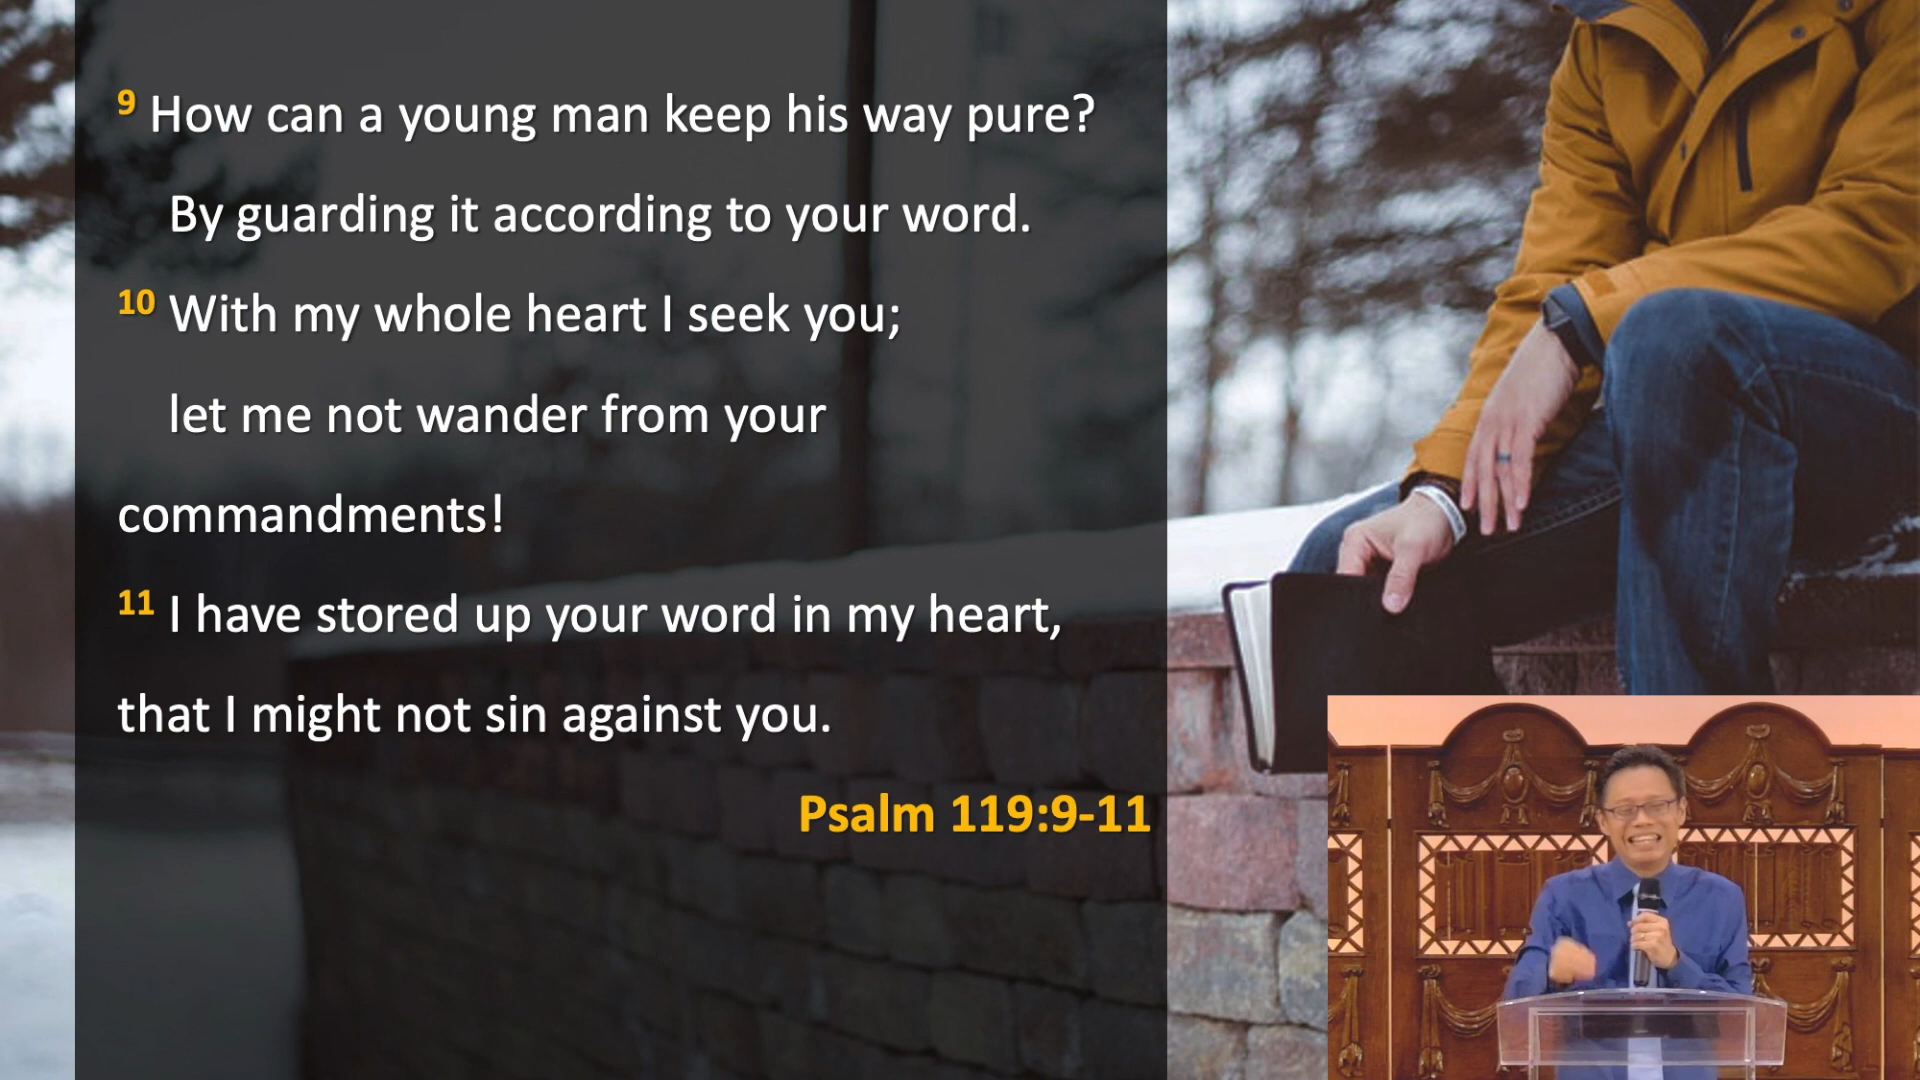 9 How can a young man keep his way pure?
By guarding it according to your word.
10 With my whole heart I seek you;
let me not wander from your
commandments!
11 I have stored up your word in my heart,
that I might not sin against you.
Psalm 119:9-11